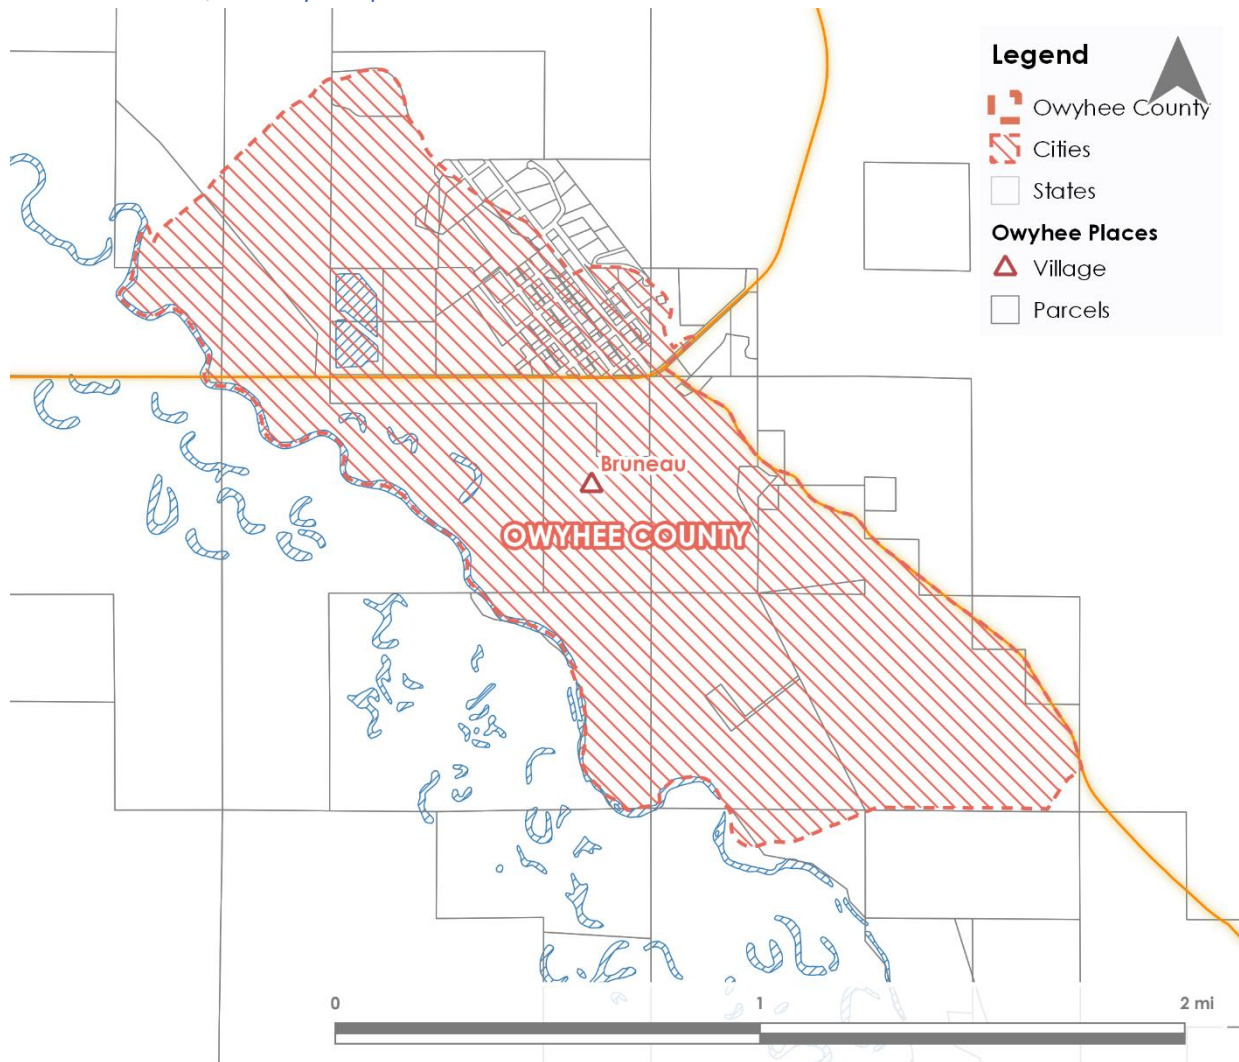 Legend
Owyhee County
Cities
States
Owyhee Places
Village
Parcels
Bruneau
OWYHEE COUNTY
0
1
2 mi